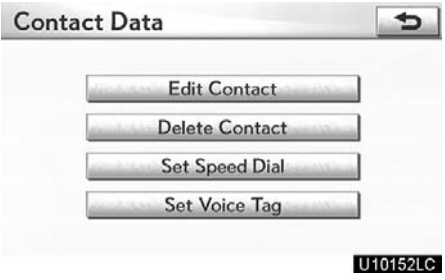 Contact Data
Edit Contact
Delete Contact
Set Speed Dial
Set Voice Tag
U10152LC